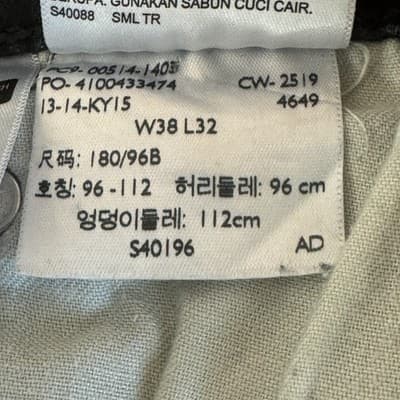 GUNAKAN SABUN CUCI CAIR.
S40088 SML TR
PO- 4100433474 CW- 2519
13-14-KY15 4649
W38 L32
尺码: 180/96B
호칭: 96 -112 허리둘레: 96 cm
엉덩이둘레: 112cm
S40196 AD